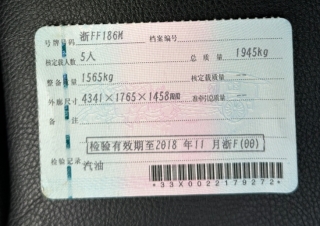 号牌号码 浙FF186M 档案编号
核定载人数 5人 总质量 1945kg
整备质量 1565kg 核定载质量 --
外廓尺寸 4341×1765×1458mm 准牵引总质量 --
备注
检验有效期至2018 年11 月浙F(00)
检验记录 汽油
*33X0022179272*